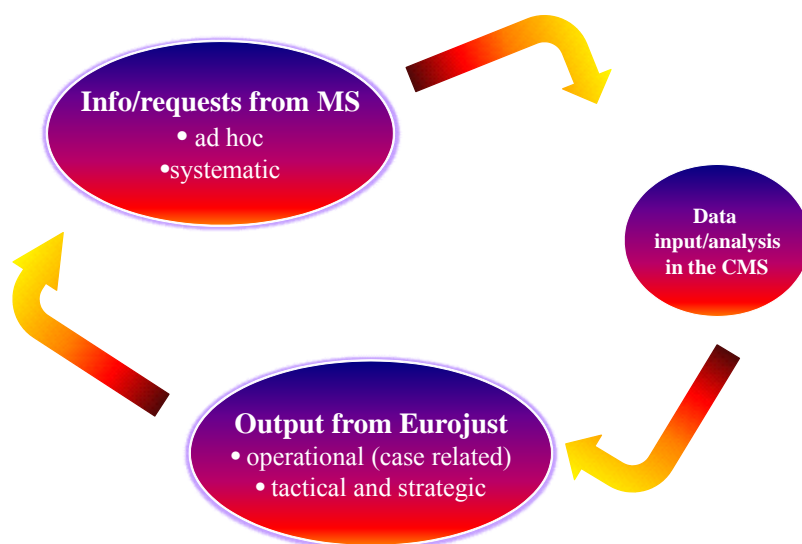 Info/requests from MS
• ad hoc
•systematic
Data
input/analysis
in the CMS
Output from Eurojust
• operational (case related)
• tactical and strategic